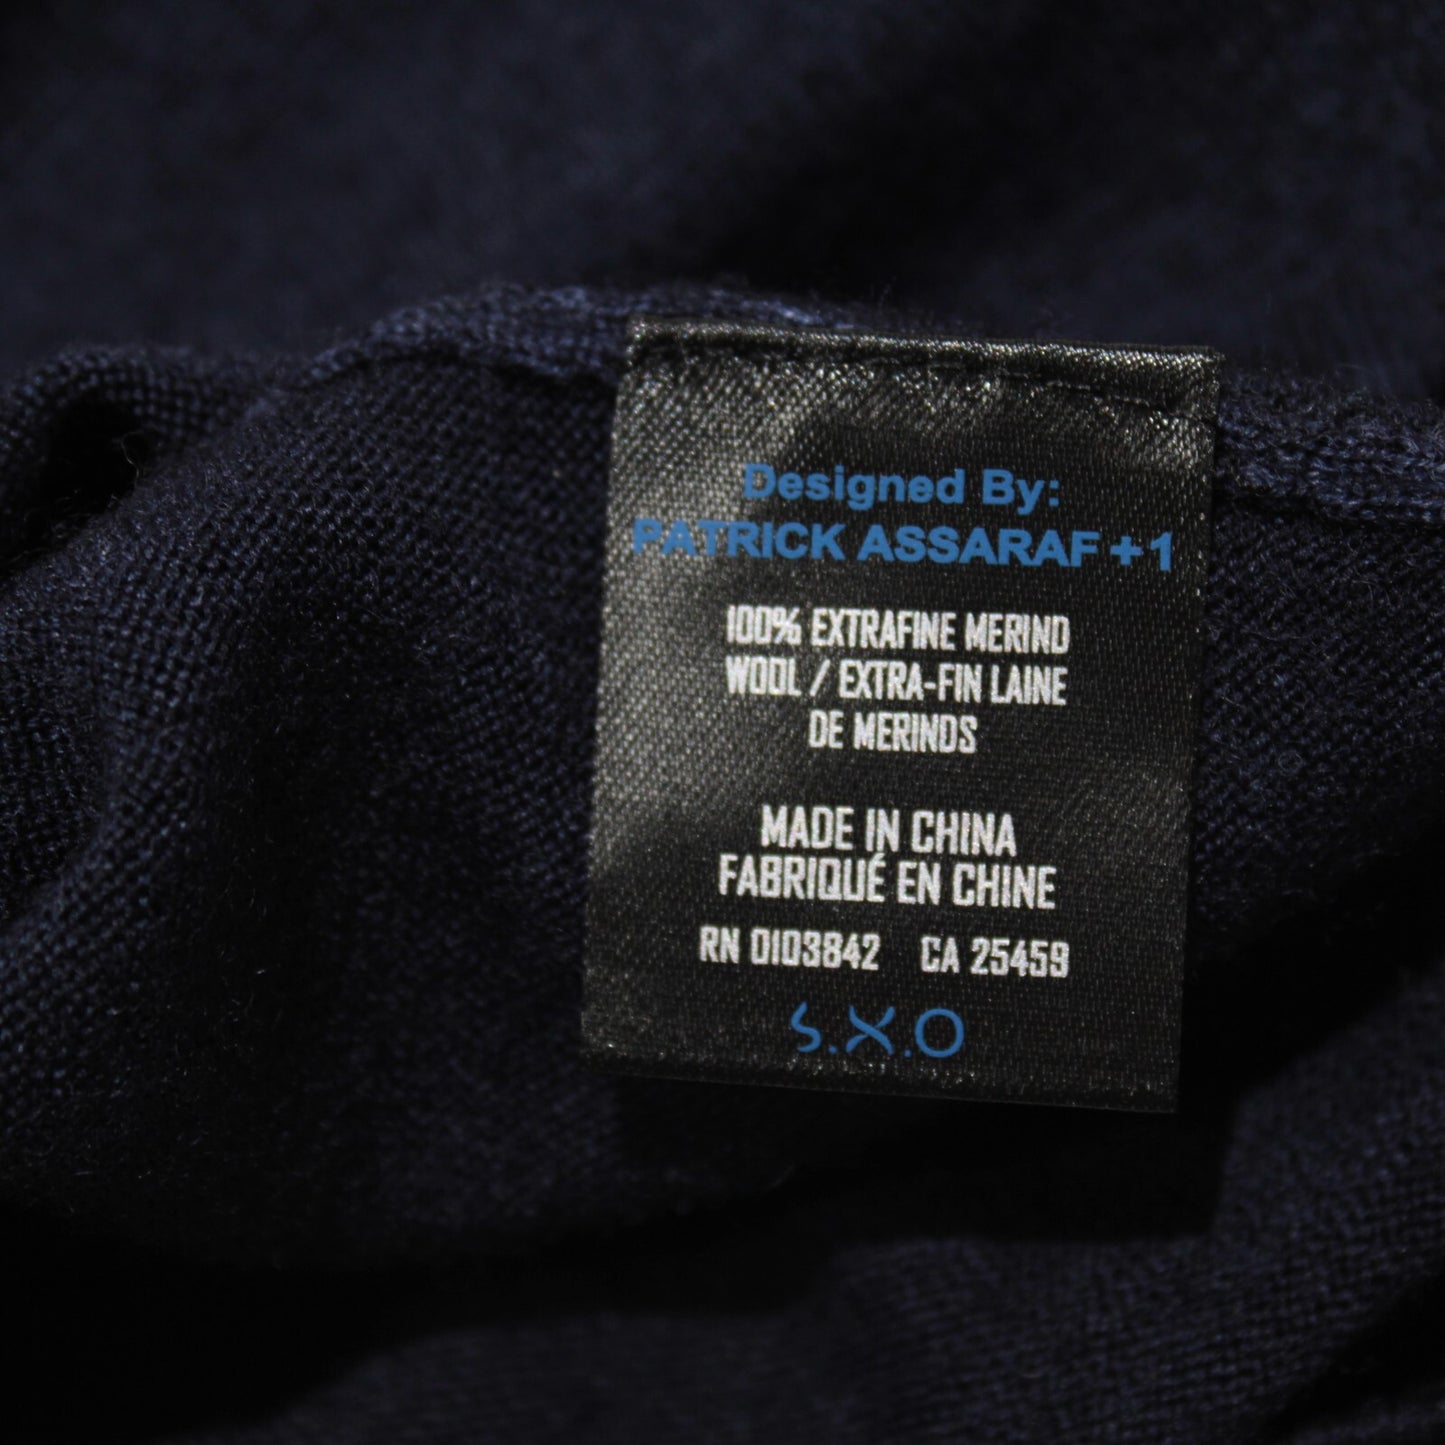 Designed By:
PATRICK ASSARAF +1
100% EXTRAFINE MERINO
WOOL / EXTRA-FIN LAINE
DE MERINOS
MADE IN CHINA
FABRIQUÉ EN CHINE
RN 0103842 CA 25459
S.X.O